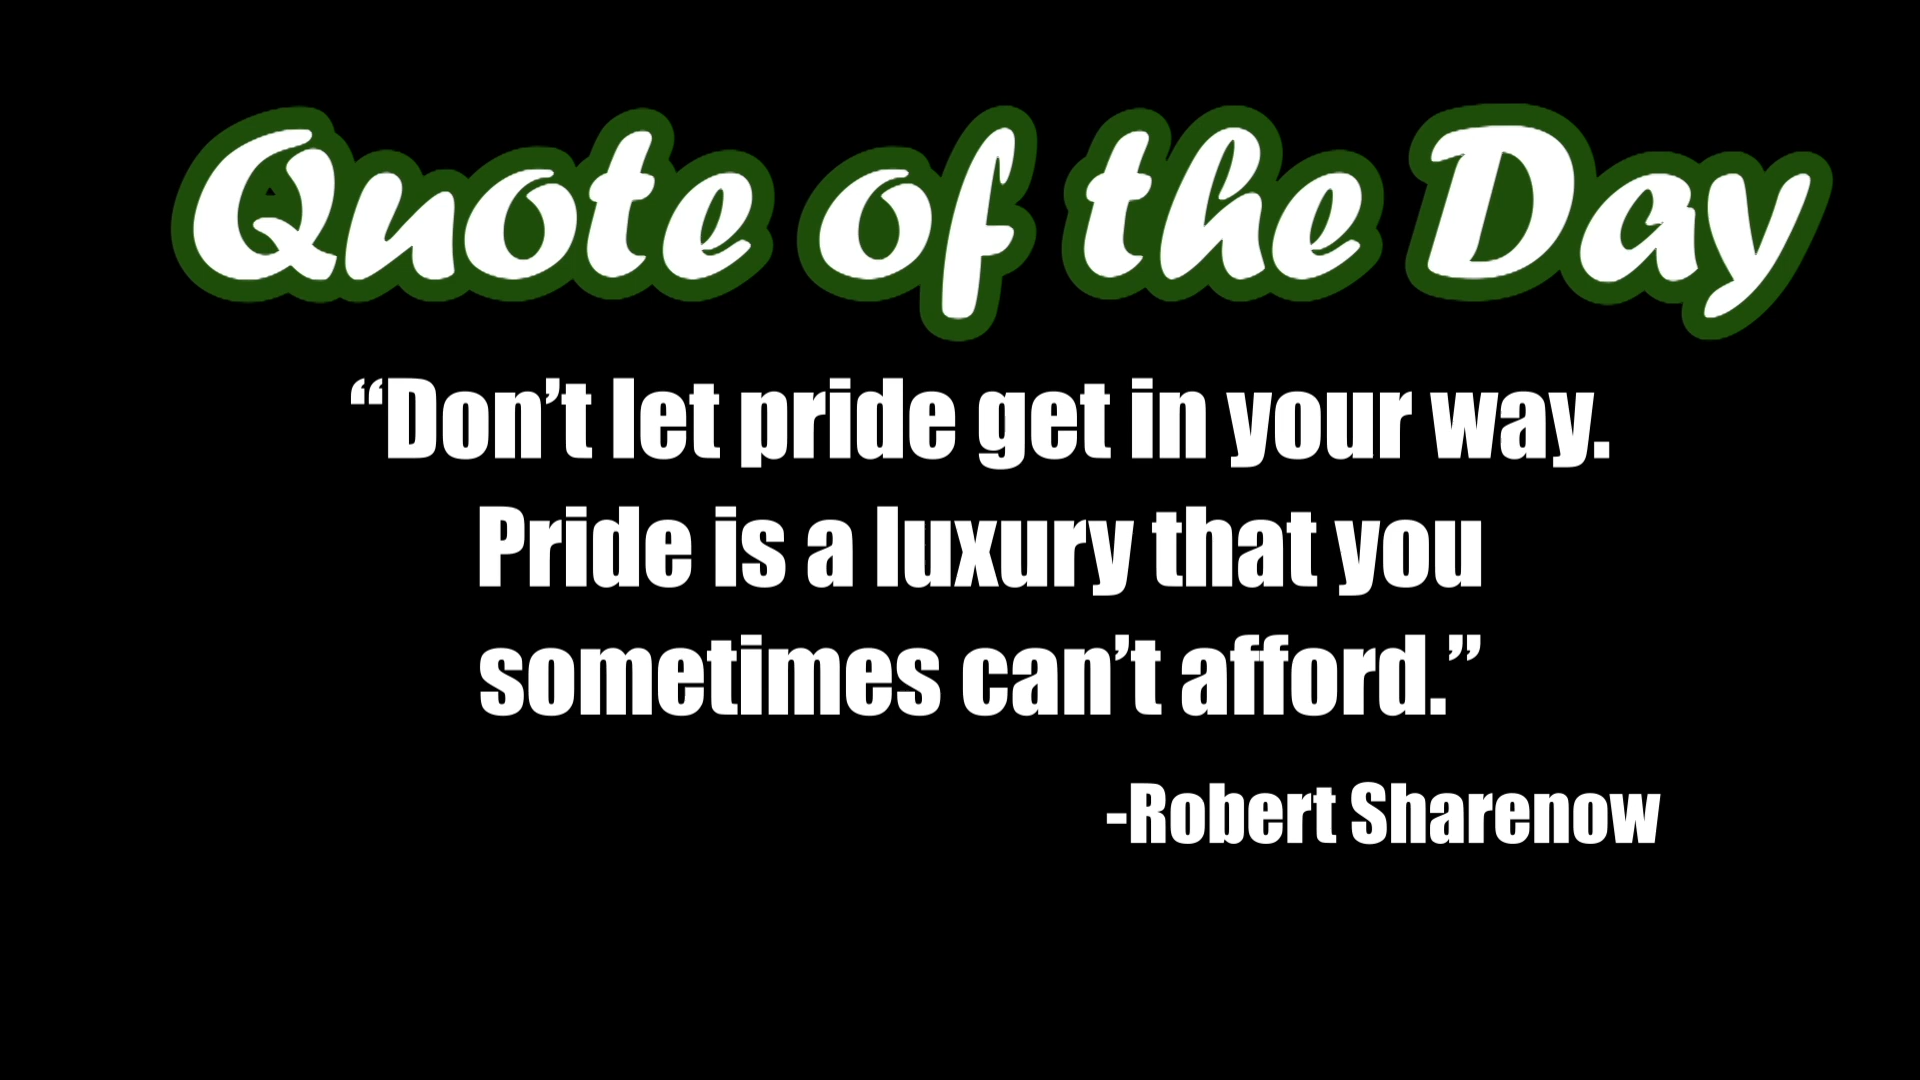 Quote of the Day
“Don’t let pride get in your way.
Pride is a luxury that you
sometimes can’t afford.”
-Robert Sharenow